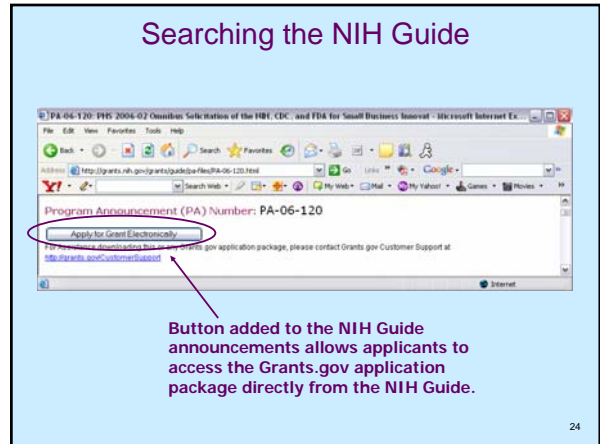 Searching the NIH Guide
PA-06-120: PHS 2006-02 Omnibus Solicitation of the NIH, CDC, and FDA for Small Business Innovat - Microsoft Internet Ex...
File Edit View Favorites Tools Help
Back Search Favorites
Address http://grants.nih.gov/grants/guide/pa-files/PA-06-120.html Go Links » Google
Y! Search Web My Web Mail My Yahoo! Games Movies »
Program Announcement (PA) Number: PA-06-120
Apply for Grant Electronically
For Assistance downloading this or any Grants.gov application package, please contact Grants.gov Customer Support at
http://grants.gov/CustomerSupport
Internet
Button added to the NIH Guide
announcements allows applicants to
access the Grants.gov application
package directly from the NIH Guide.
24